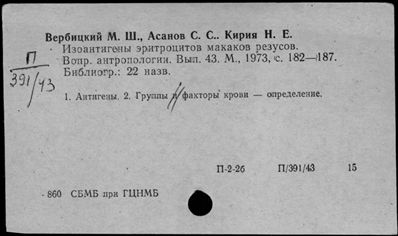 Вербицкий М. Ш., Асанов С. С.. Кирия Н. Е.
Изоантигены эритроцитов макаков резусов.
П
391/43
Вопр. антропологии. Вып. 43. М., 1973, с. 182—187.
Библиогр.: 22 назв.
1. Антигены. 2. Группы и факторы крови — определение.
П-2-2б П/391/43 15
860 СБМБ при ГЦНМБ